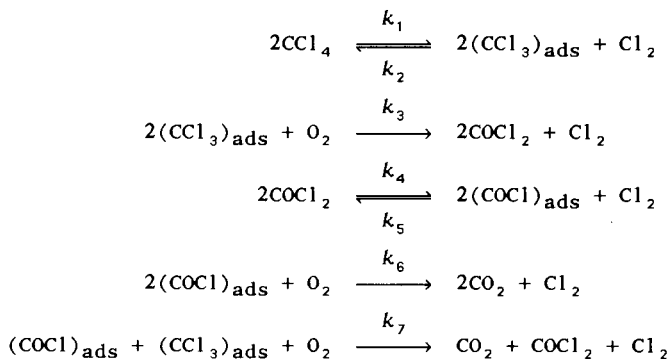 k₁
2CCl₄ ⇌ 2(CCl₃)ads + Cl₂
k₂
k₃
2(CCl₃)ads + O₂ ⟶ 2COCl₂ + Cl₂
k₄
2COCl₂ ⇌ 2(COCl)ads + Cl₂
k₅
k₆
2(COCl)ads + O₂ ⟶ 2CO₂ + Cl₂
k₇
(COCl)ads + (CCl₃)ads + O₂ ⟶ CO₂ + COCl₂ + Cl₂